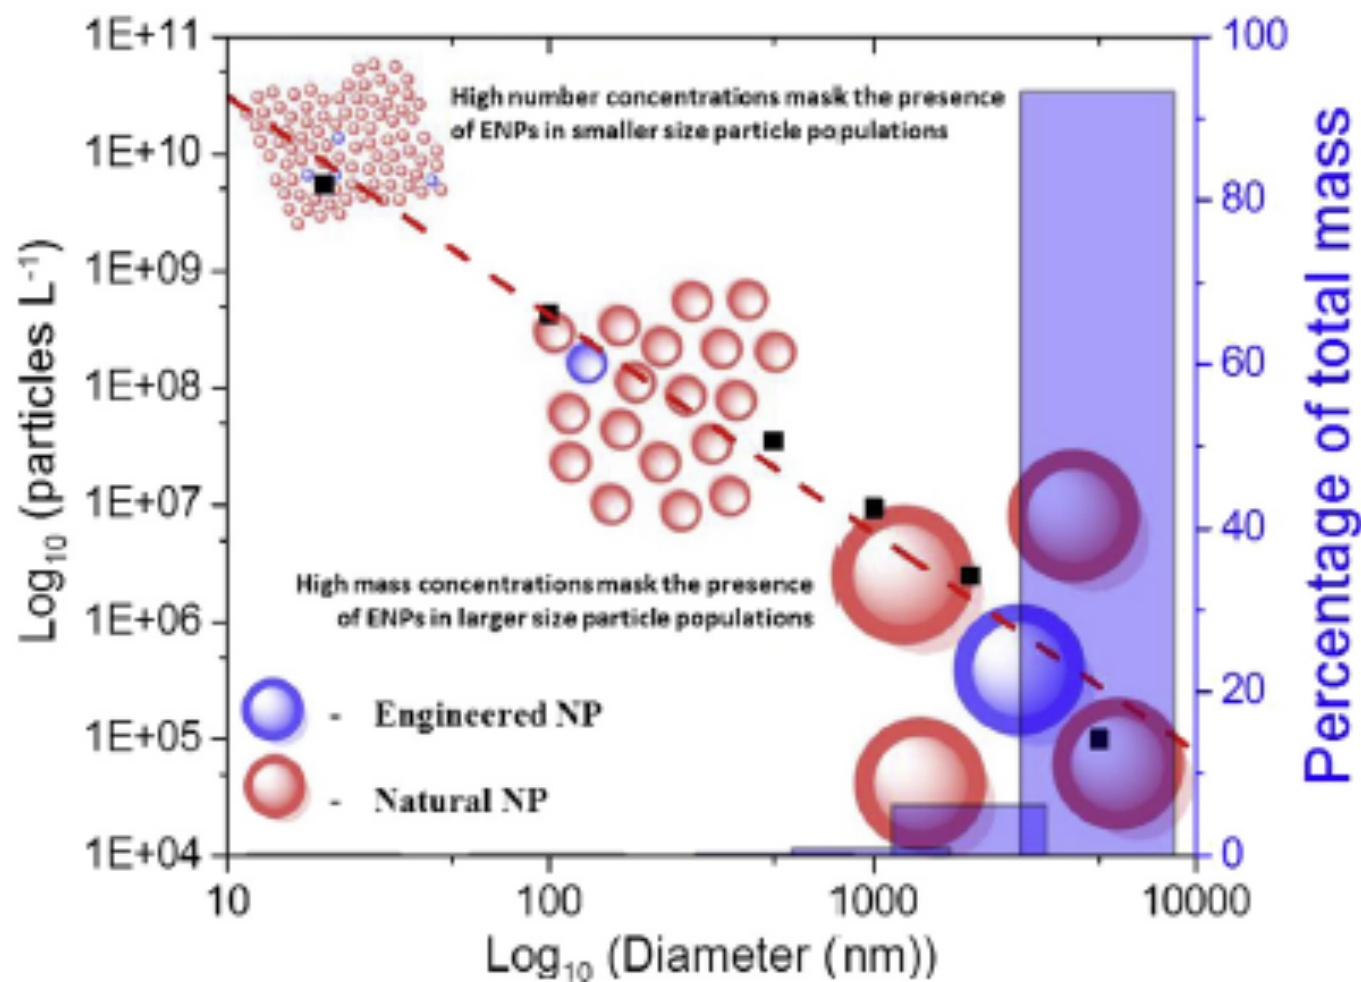 1E+11
1E+10
1E+09
1E+08
1E+07
1E+06
1E+05
1E+04
Log10 (particles L-1)
High number concentrations mask the presence
of ENPs in smaller size particle populations
High mass concentrations mask the presence
of ENPs in larger size particle populations
- Engineered NP
- Natural NP
100
80
60
40
20
0
Percentage of total mass
10 100 1000 10000
Log10 (Diameter (nm))